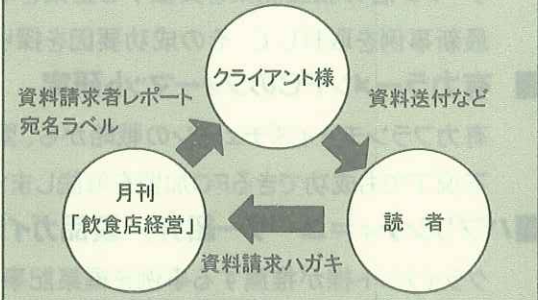 クライアント様
資料請求者レポート
宛名ラベル
資料送付など
月刊
「飲食店経営」
読 者
資料請求ハガキ